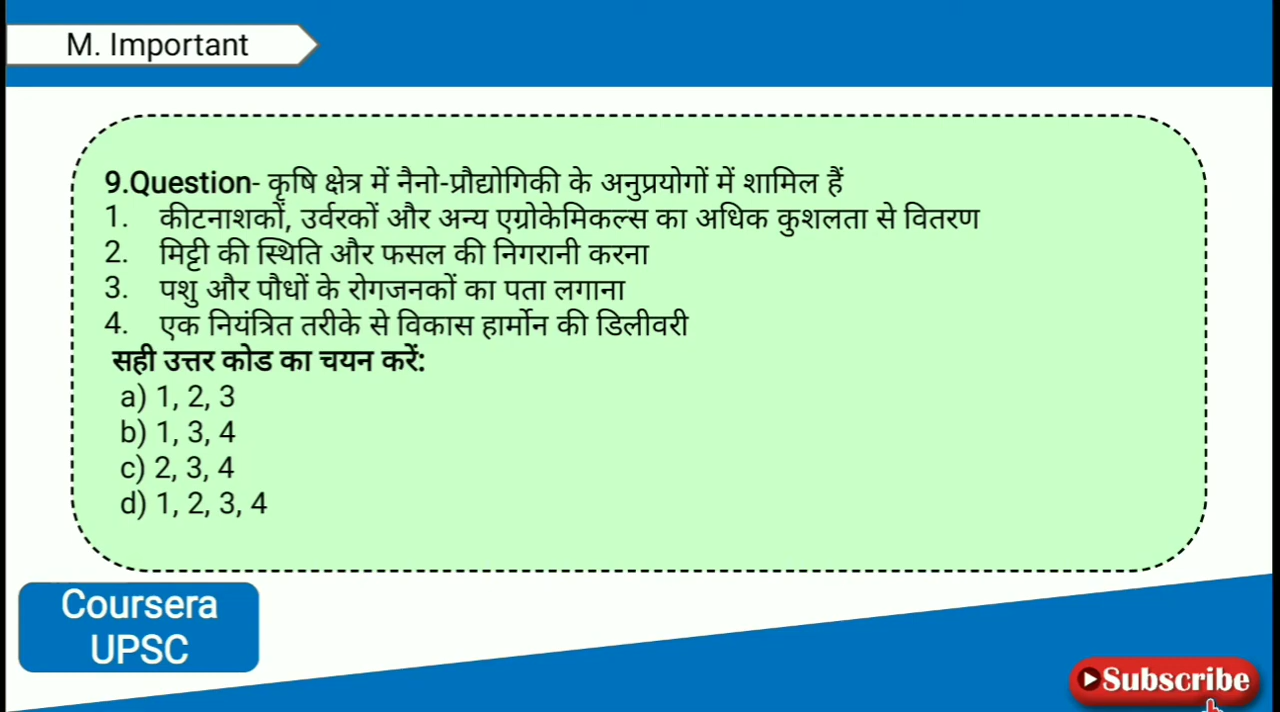 M. Important
9.Question- कृषि क्षेत्र में नैनो-प्रौद्योगिकी के अनुप्रयोगों में शामिल हैं
1. कीटनाशकों, उर्वरकों और अन्य एग्रोकेमिकल्स का अधिक कुशलता से वितरण
2. मिट्टी की स्थिति और फसल की निगरानी करना
3. पशु और पौधों के रोगजनकों का पता लगाना
4. एक नियंत्रित तरीके से विकास हार्मोन की डिलीवरी
सही उत्तर कोड का चयन करें:
a) 1, 2, 3
b) 1, 3, 4
c) 2, 3, 4
d) 1, 2, 3, 4
Coursera
UPSC
Subscribe